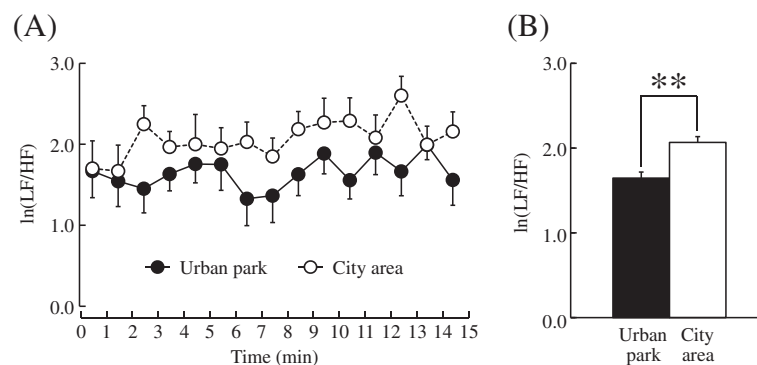 (A)
3.0
2.0
1.0
0.0
ln(LF/HF)
Urban park
City area
0 1 2 3 4 5 6 7 8 9 10 11 12 13 14 15
Time (min)
(B)
**
3.0
2.0
1.0
0.0
ln(LF/HF)
Urban City
park area